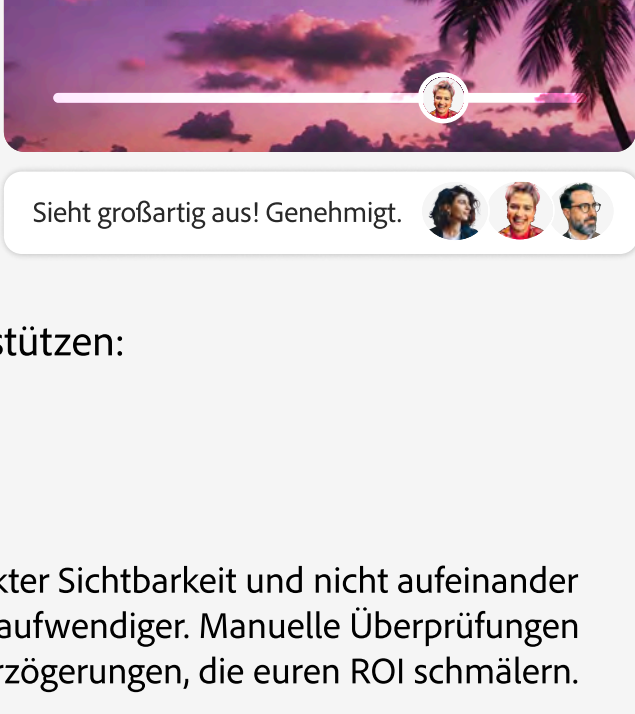 Sieht großartig aus! Genehmigt.
stützen:
kter Sichtbarkeit und nicht aufeinander
aufwendiger. Manuelle Überprüfungen
rzögerungen, die euren ROI schmälern.